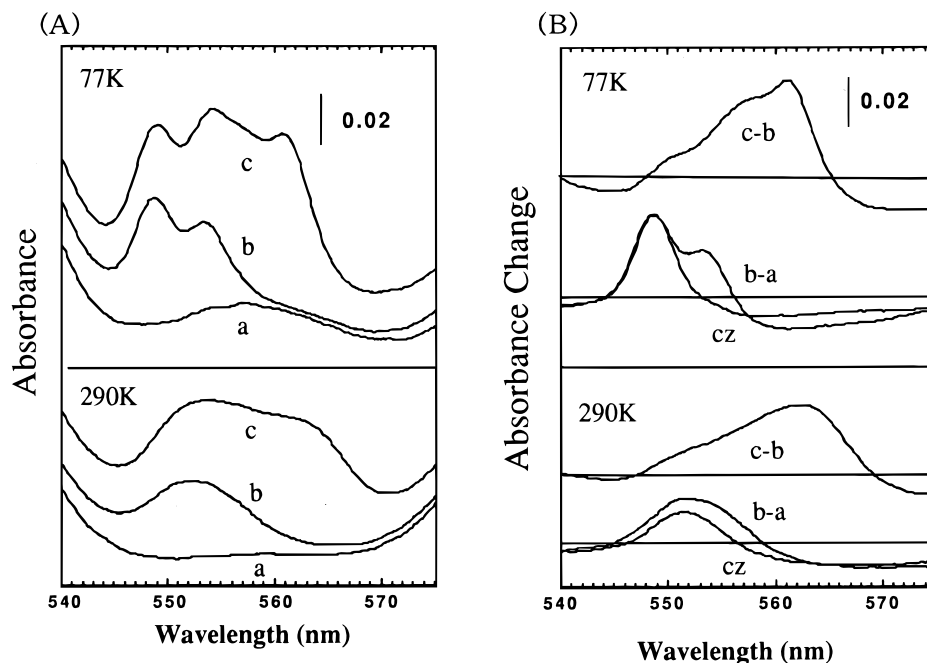 (A)
77K
0.02
c
b
a
290K
c
b
a
540 550 560 570
Wavelength (nm)
Absorbance
(B)
77K
0.02
c-b
b-a
cz
290K
c-b
b-a
cz
540 550 560 570
Wavelength (nm)
Absorbance Change